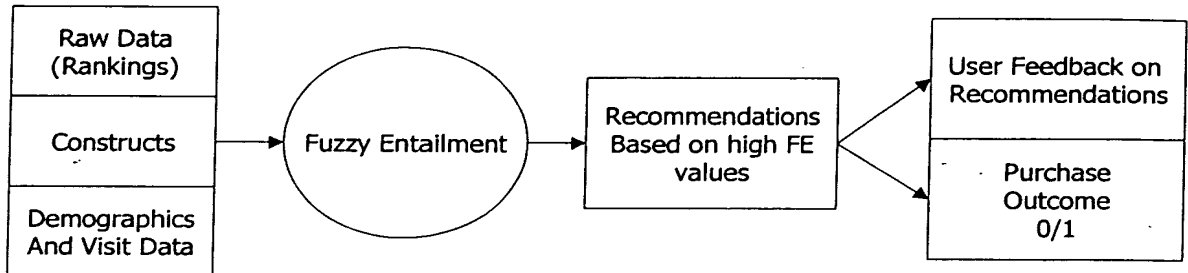 Raw Data
(Rankings)
Constructs
Demographics
And Visit Data
Fuzzy Entailment
Recommendations
Based on high FE
values
User Feedback on
Recommendations
Purchase
Outcome
0/1